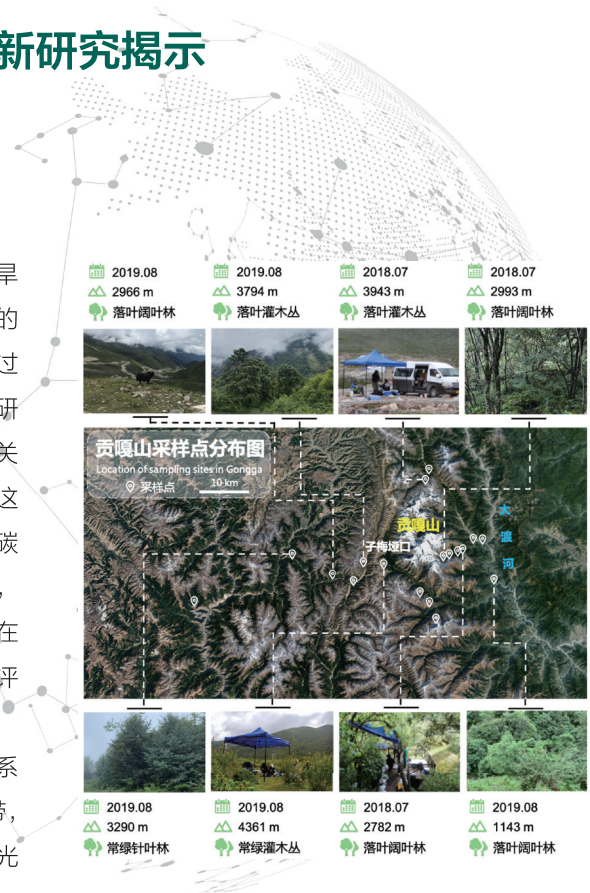 新研究揭示
旱
的
过
研
关
这
碳
，
在
评
系
带，
光
2019.08
2966 m
落叶阔叶林
2019.08
3794 m
落叶灌木丛
2018.07
3943 m
落叶灌木丛
2018.07
2993 m
落叶阔叶林
贡嘎山采样点分布图
Location of sampling sites in Gongga
采样点
10 km
贡嘎山
子梅垭口
大渡河
2019.08
3290 m
常绿针叶林
2019.08
4361 m
常绿灌木丛
2018.07
2782 m
落叶阔叶林
2019.08
1143 m
落叶阔叶林